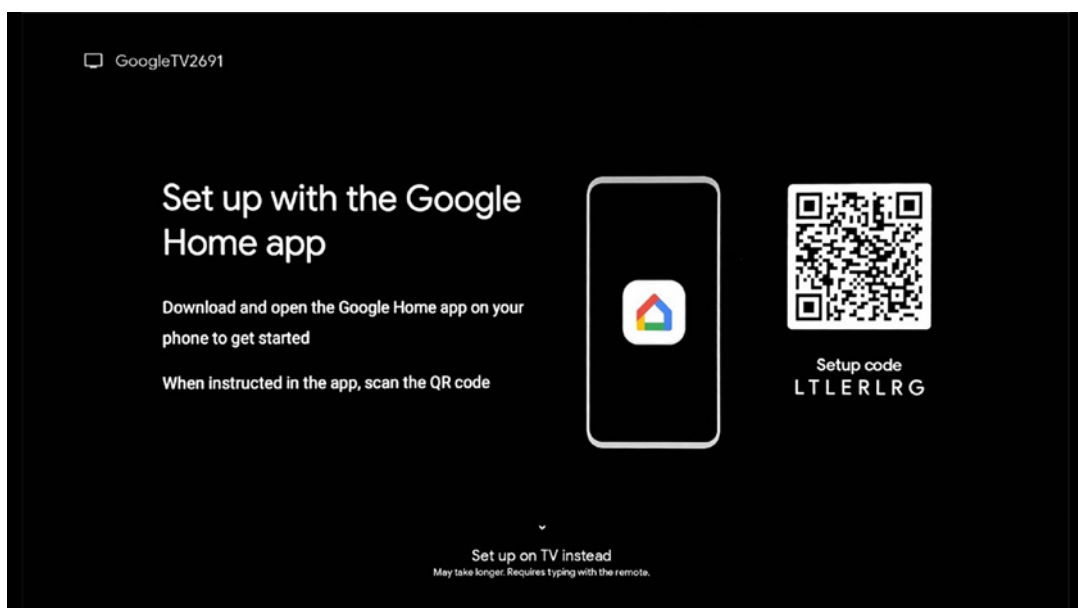 GoogleTV2691
Set up with the Google
Home app
Download and open the Google Home app on your
phone to get started
When instructed in the app, scan the QR code
Setup code
LTLERLRG
Set up on TV instead
May take longer. Requires typing with the remote.